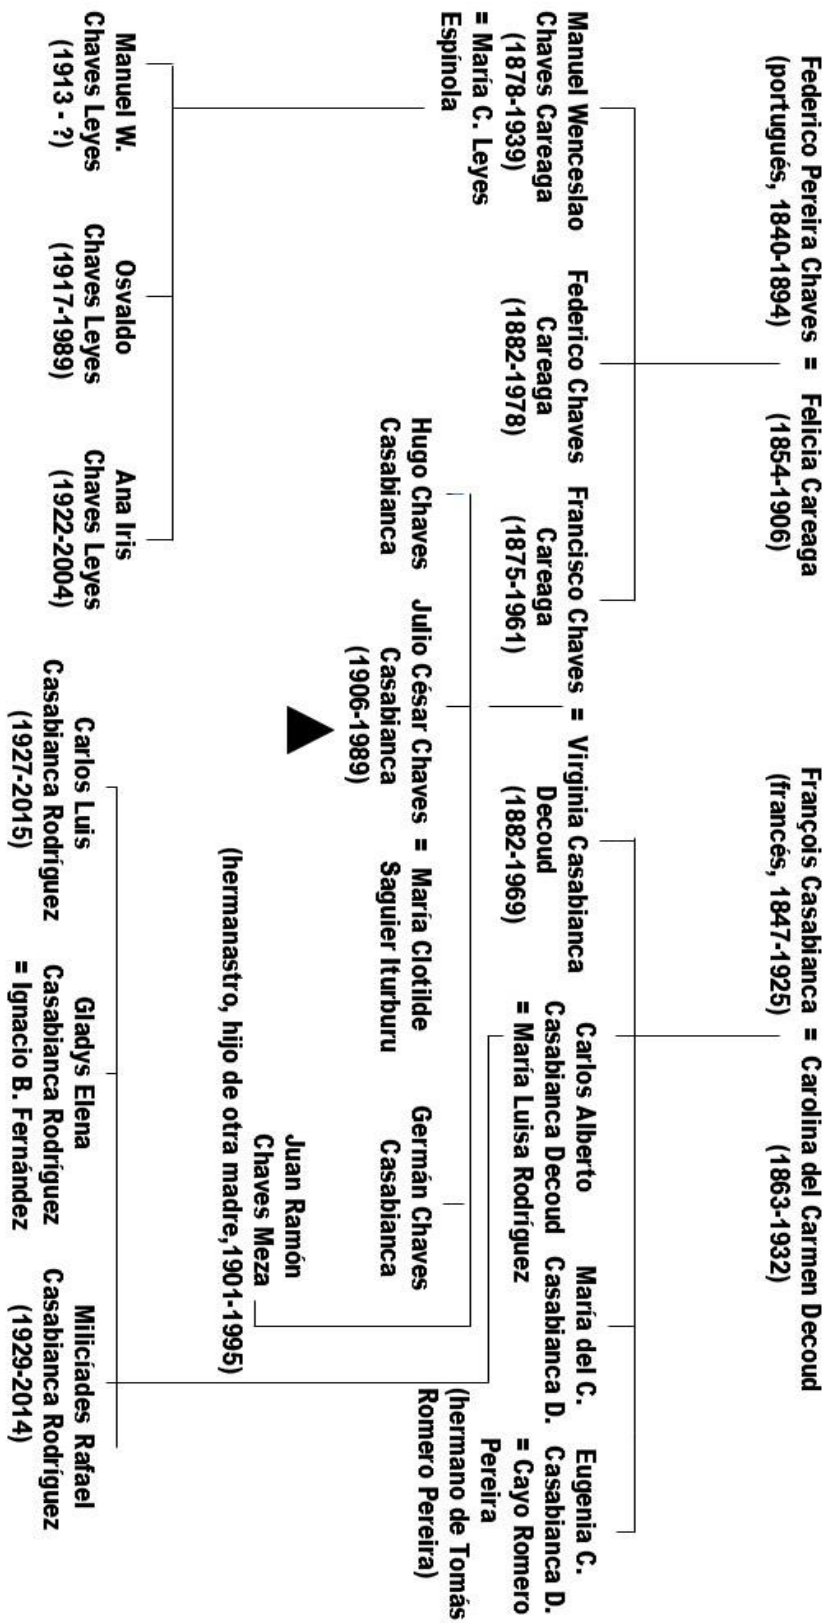 Federico Pereira Chaves = Felicia Careaga
(portugués, 1840-1894)
(1854-1906)
François Casabianca = Carolina del Carmen Decoud
(francés, 1847-1925)
(1863-1932)
Manuel Wenceslao
Chaves Careaga
(1878-1939)
= María C. Leyes
Espínola
Federico Chaves
Careaga
(1882-1978)
Francisco Chaves =
Careaga
(1875-1961)
Virginia Casabianca
Decoud
(1882-1969)
Carlos Alberto
Casabianca Decoud
= María Luisa Rodríguez
María del C.
Casabianca D.
Eugenia C.
Casabianca D.
= Cayo Romero
Pereira
(hermano de Tomás
Romero Pereira)
Hugo Chaves
Casabianca
Julio César Chaves =
Casabianca
(1906-1989)
María Clotilde
Saguier Iturburu
Germán Chaves
Casabianca
Juan Ramón
Chaves Meza
(hermanastro, hijo de otra madre,1901-1995)
Manuel W.
Chaves Leyes
(1913 - ?)
Osvaldo
Chaves Leyes
(1917-1989)
Ana Iris
Chaves Leyes
(1922-2004)
Carlos Luis
Casabianca Rodríguez
(1927-2015)
Gladys Elena
Casabianca Rodríguez
= Ignacio B. Fernández
Milicíades Rafael
Casabianca Rodríguez
(1929-2014)